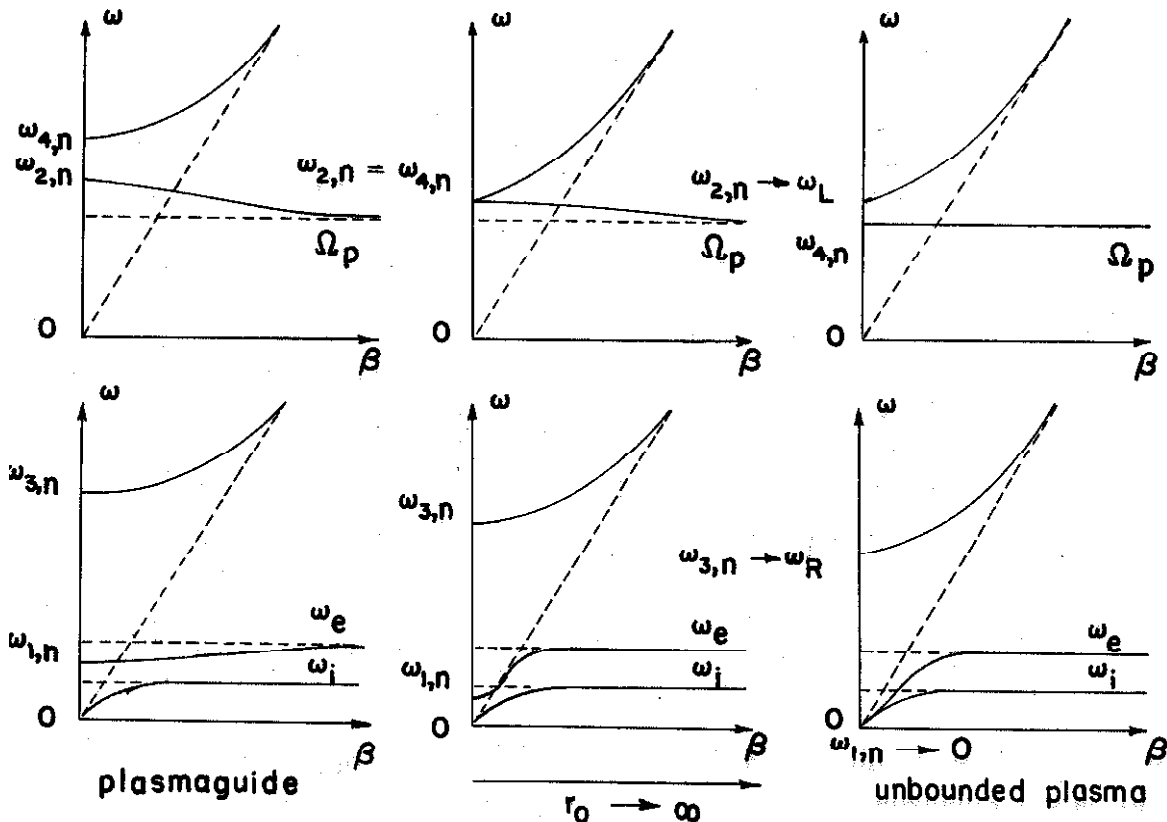 ω
ω4,n
ω2,n
Ωp
0
β
ω
ω2,n = ω4,n
Ωp
0
β
ω2,n → ωL
ω
ω4,n
Ωp
0
β
ω
ω3,n
ωe
ω1,n
ωi
0
β
plasmaguide
ω
ω3,n
ωe
ω1,n
ωi
0
β
r0 → ∞
ω3,n → ωR
ω
ωe
ωi
0
β
ω1,n → 0
unbounded plasma